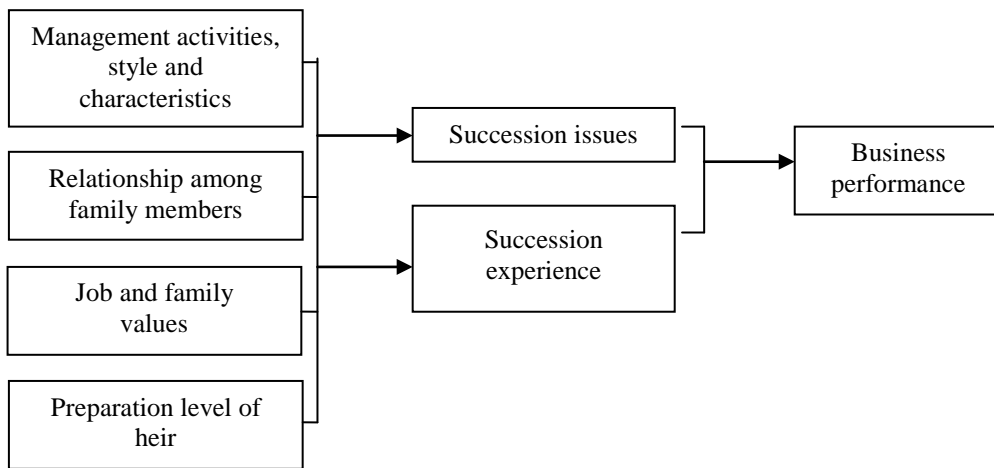 Management activities,
style and
characteristics
Relationship among
family members
Job and family
values
Preparation level of
heir
Succession issues
Succession
experience
Business
performance